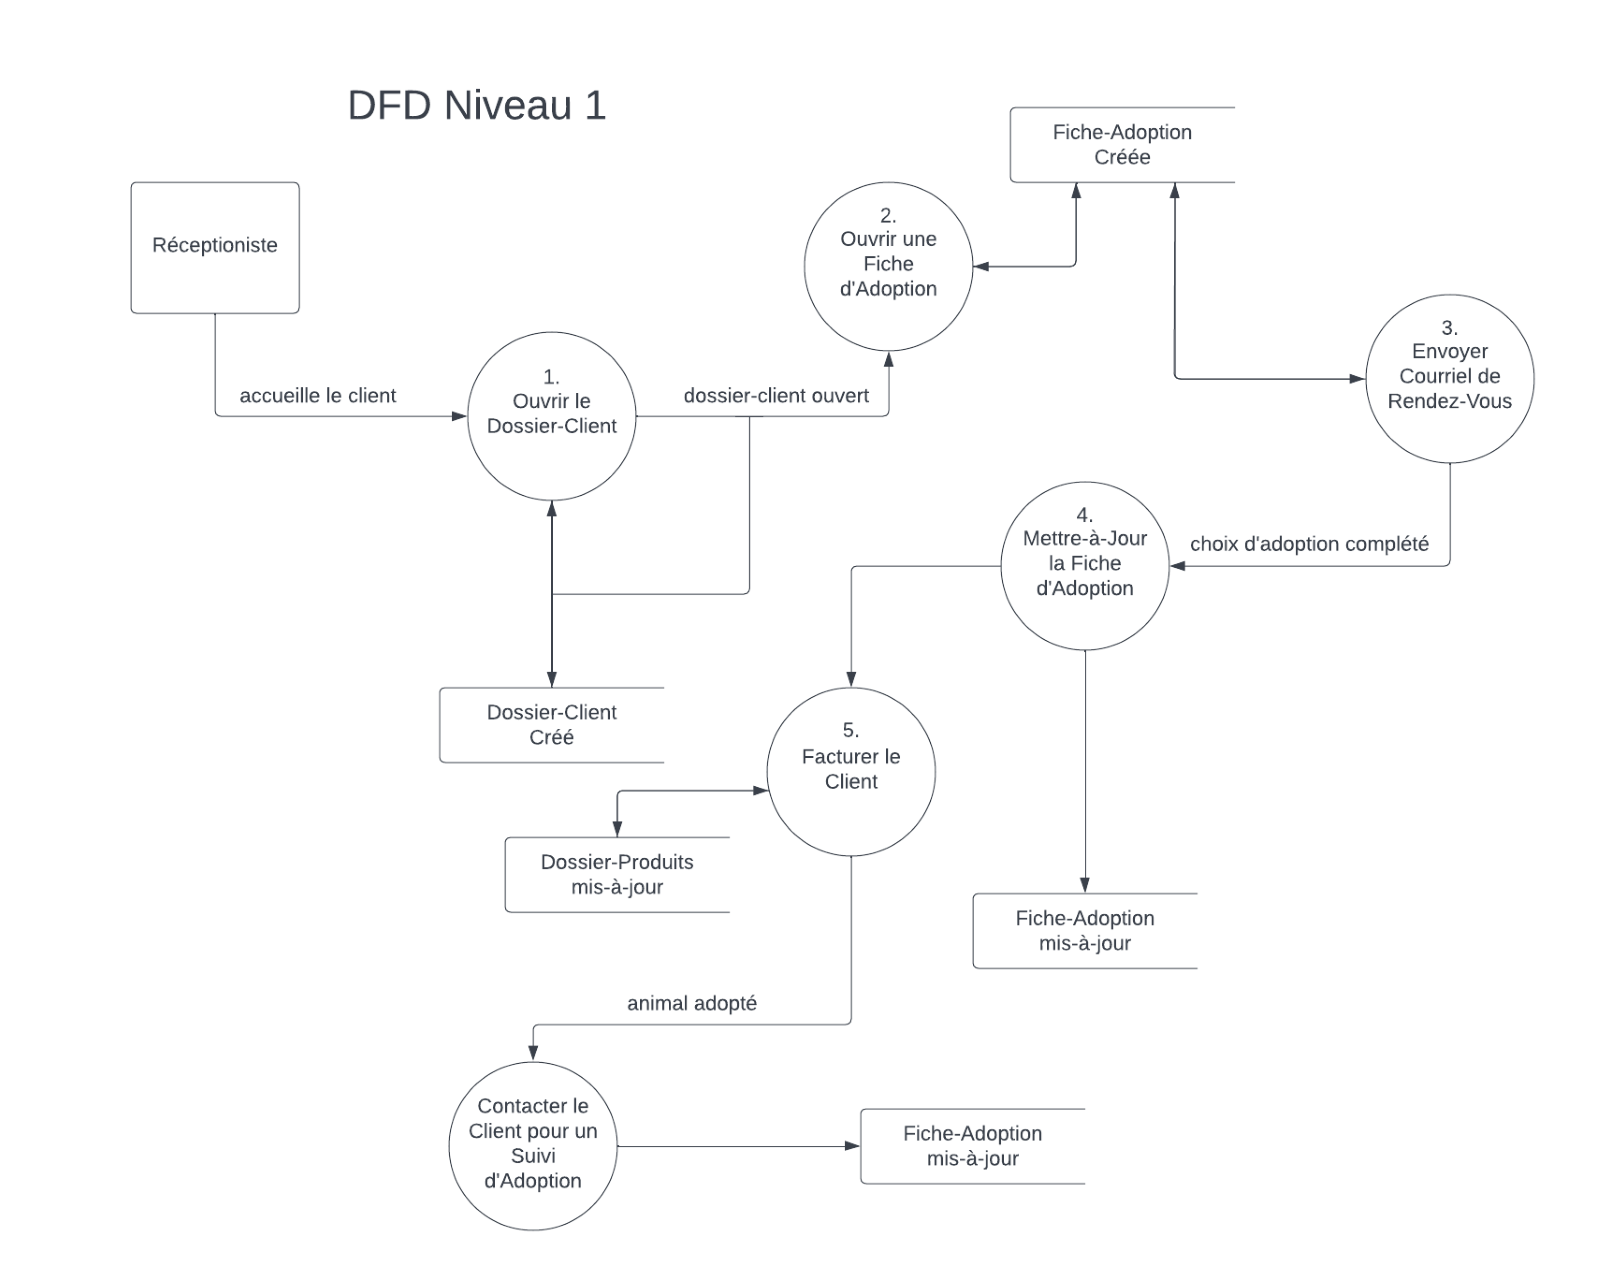 DFD Niveau 1
Fiche-Adoption
Créée
Réceptioniste
2.
Ouvrir une
Fiche
d'Adoption
3.
Envoyer
Courriel de
Rendez-Vous
accueille le client
1.
Ouvrir le
Dossier-Client
dossier-client ouvert
4.
Mettre-à-Jour
la Fiche
d'Adoption
choix d'adoption complété
Dossier-Client
Créé
5.
Facturer le
Client
Dossier-Produits
mis-à-jour
Fiche-Adoption
mis-à-jour
animal adopté
Contacter le
Client pour un
Suivi
d'Adoption
Fiche-Adoption
mis-à-jour